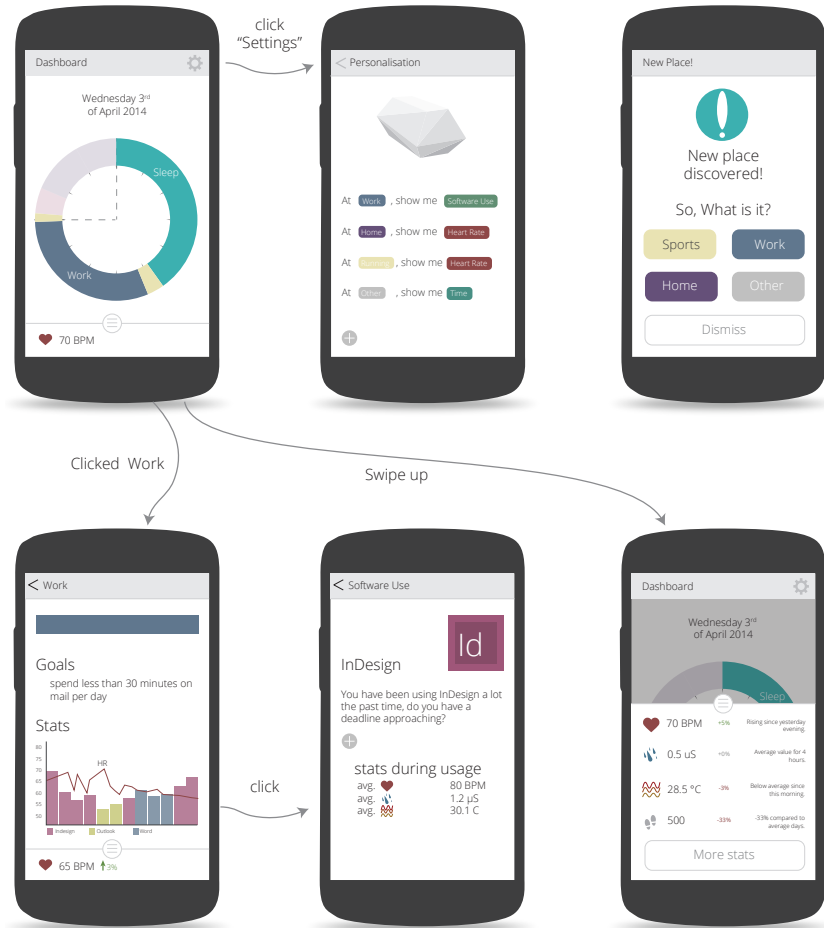 click
"Settings"
Dashboard
Wednesday 3rd
of April 2014
Sleep
Work
70 BPM
Personalisation
At Work , show me Software Use
At Home , show me Heart Rate
At Running , show me Heart Rate
At Other , show me Time
New Place!
New place
discovered!
So, What is it?
Sports Work
Home Other
Dismiss
Clicked Work
Swipe up
Work
Goals
spend less than 30 minutes on
mail per day
Stats
80
75
70
65
60
55
50
HR
Indesign Outlook Word
65 BPM 3%
click
Software Use
Id
InDesign
You have been using InDesign a lot
the past time, do you have a
deadline approaching?
stats during usage
avg. 80 BPM
avg. 1.2 µS
avg. 30.1 C
Dashboard
Wednesday 3rd
of April 2014
Sleep
70 BPM +5% Rising since yesterday
evening.
0.5 uS +0% Average value for 4
hours.
28.5 °C -3% Below average since
this morning.
500 -33% -33% compared to
average days.
More stats